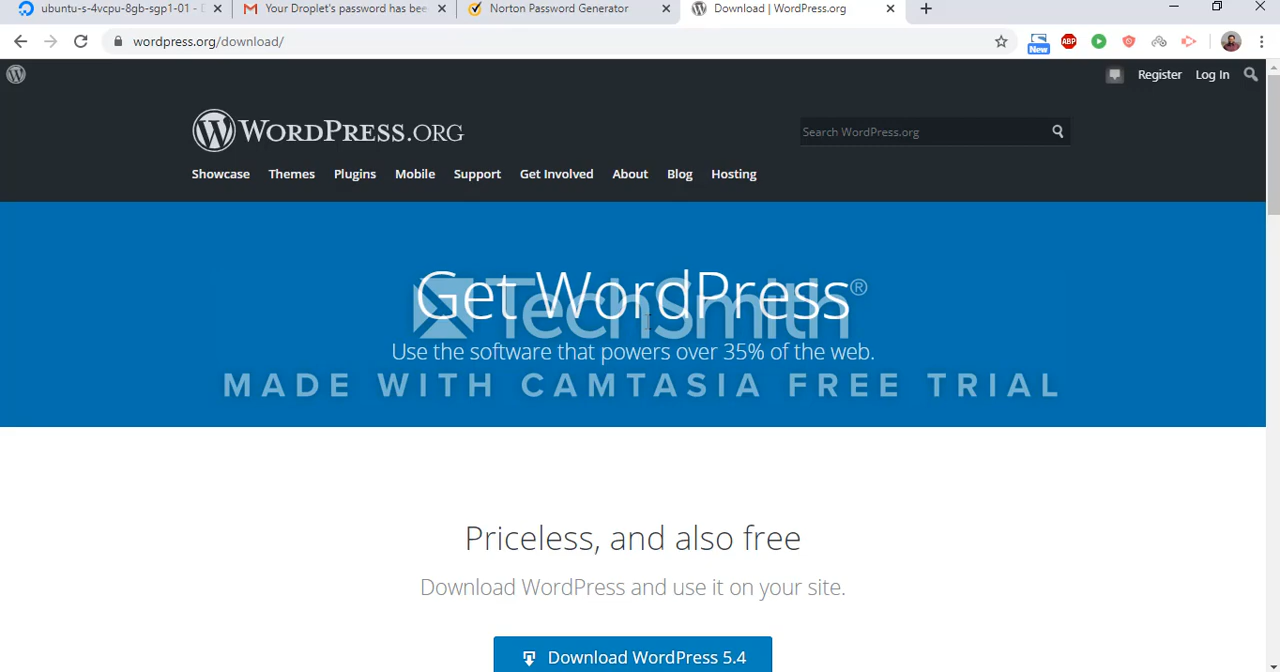 ubuntu-s-4vcpu-8gb-sgp1-01 - D
Your Droplet's password has bee
Norton Password Generator
Download | WordPress.org
wordpress.org/download/
New
ABP
Register
Log In
WORDPRESS.ORG
Search WordPress.org
Showcase
Themes
Plugins
Mobile
Support
Get Involved
About
Blog
Hosting
Get WordPress
TechSmith®
Use the software that powers over 35% of the web.
MADE WITH CAMTASIA FREE TRIAL
Priceless, and also free
Download WordPress and use it on your site.
Download WordPress 5.4